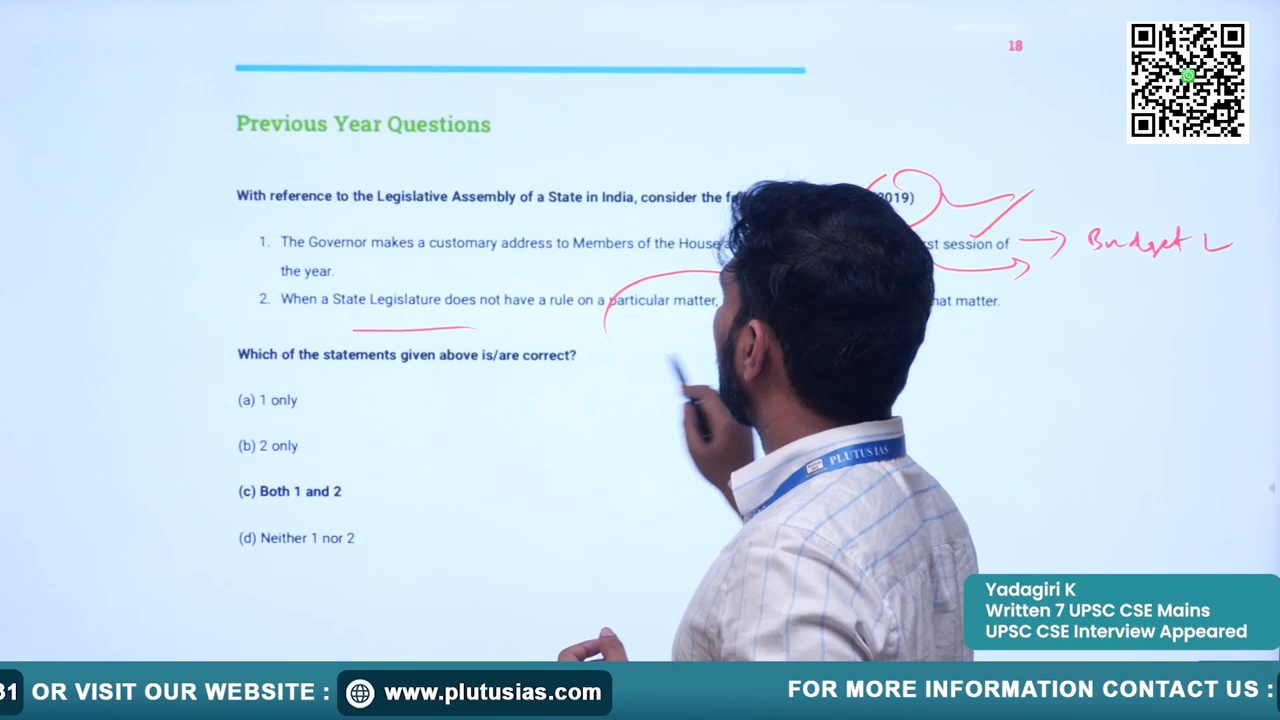 18
Previous Year Questions
With reference to the Legislative Assembly of a State in India, consider the 2019)
1. The Governor makes a customary address to Members of the House session of → Budget
the year.
2. When a State Legislature does not have a rule on a particular matter, matter.
Which of the statements given above is/are correct?
(a) 1 only
(b) 2 only
(c) Both 1 and 2
(d) Neither 1 nor 2
PLUTUS IAS
Yadagiri K
Written 7 UPSC CSE Mains
UPSC CSE Interview Appeared
31 OR VISIT OUR WEBSITE : www.plutusias.com FOR MORE INFORMATION CONTACT US :